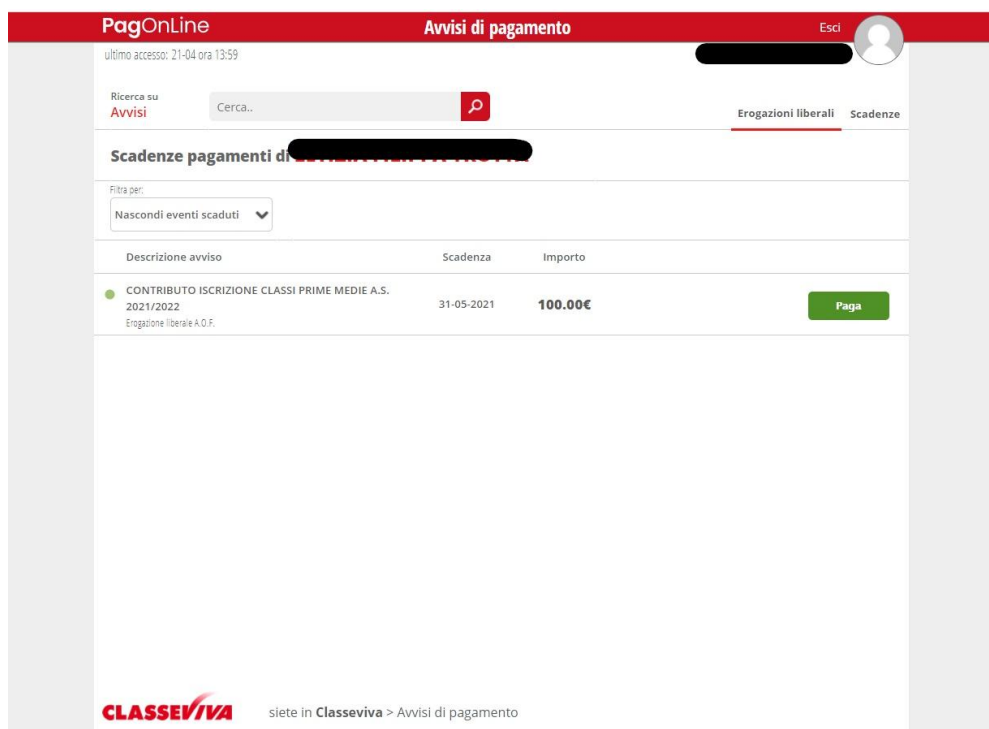 PagOnLine
Avvisi di pagamento
Esci
ultimo accesso: 21-04 ora 13:59
Ricerca su
Avvisi
Cerca..
Erogazioni liberali Scadenze
Scadenze pagamenti di
Filtra per:
Nascondi eventi scaduti
Descrizione avviso Scadenza Importo
CONTRIBUTO ISCRIZIONE CLASSI PRIME MEDIE A.S.
2021/2022
31-05-2021 100.00€ Paga
Erogazione liberale A.O.F.
CLASSEVIVA siete in Classeviva > Avvisi di pagamento